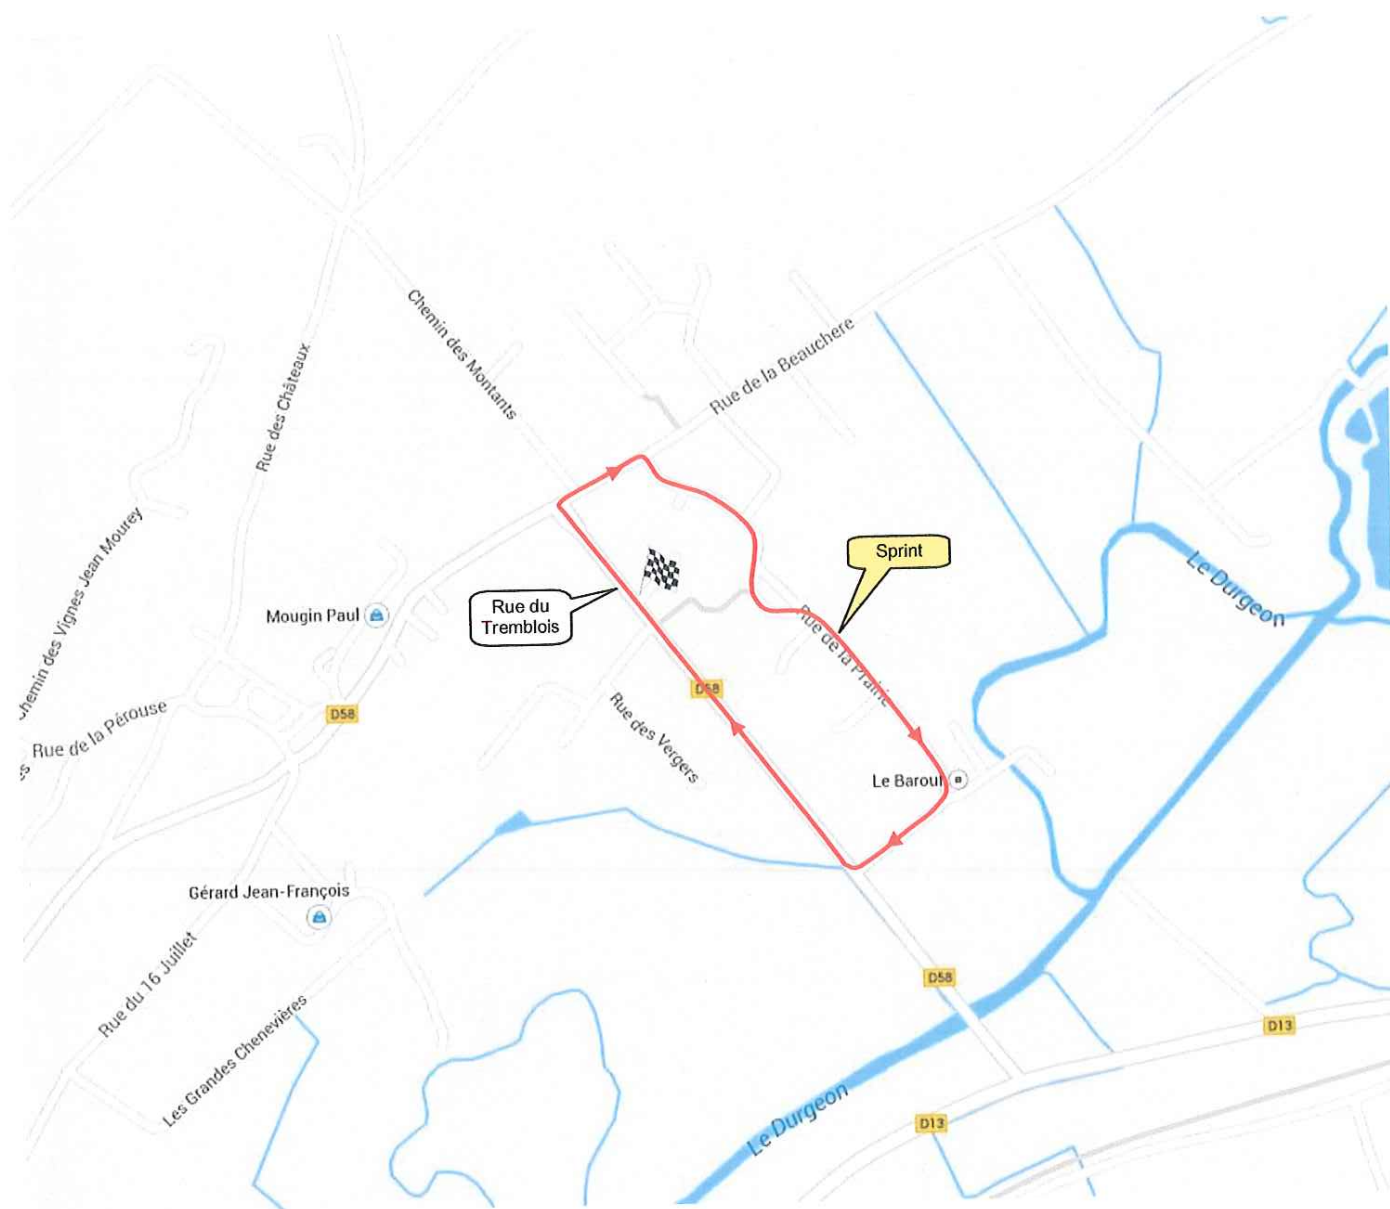 Chemin des Montants
Rue de la Beauchere
Rue des Châteaux
Chemin des Vignes Jean Mourey
Sprint
Le Durgeon
Rue du
Tremblois
Mougin Paul
Rue de la Prairie
D58
D58
Rue de la Pérouse
es
Rue des Vergers
Le Baroul
Gérard Jean-François
Rue du 16 Juillet
D58
Les Grandes Chenevières
D13
Le Durgeon
D13